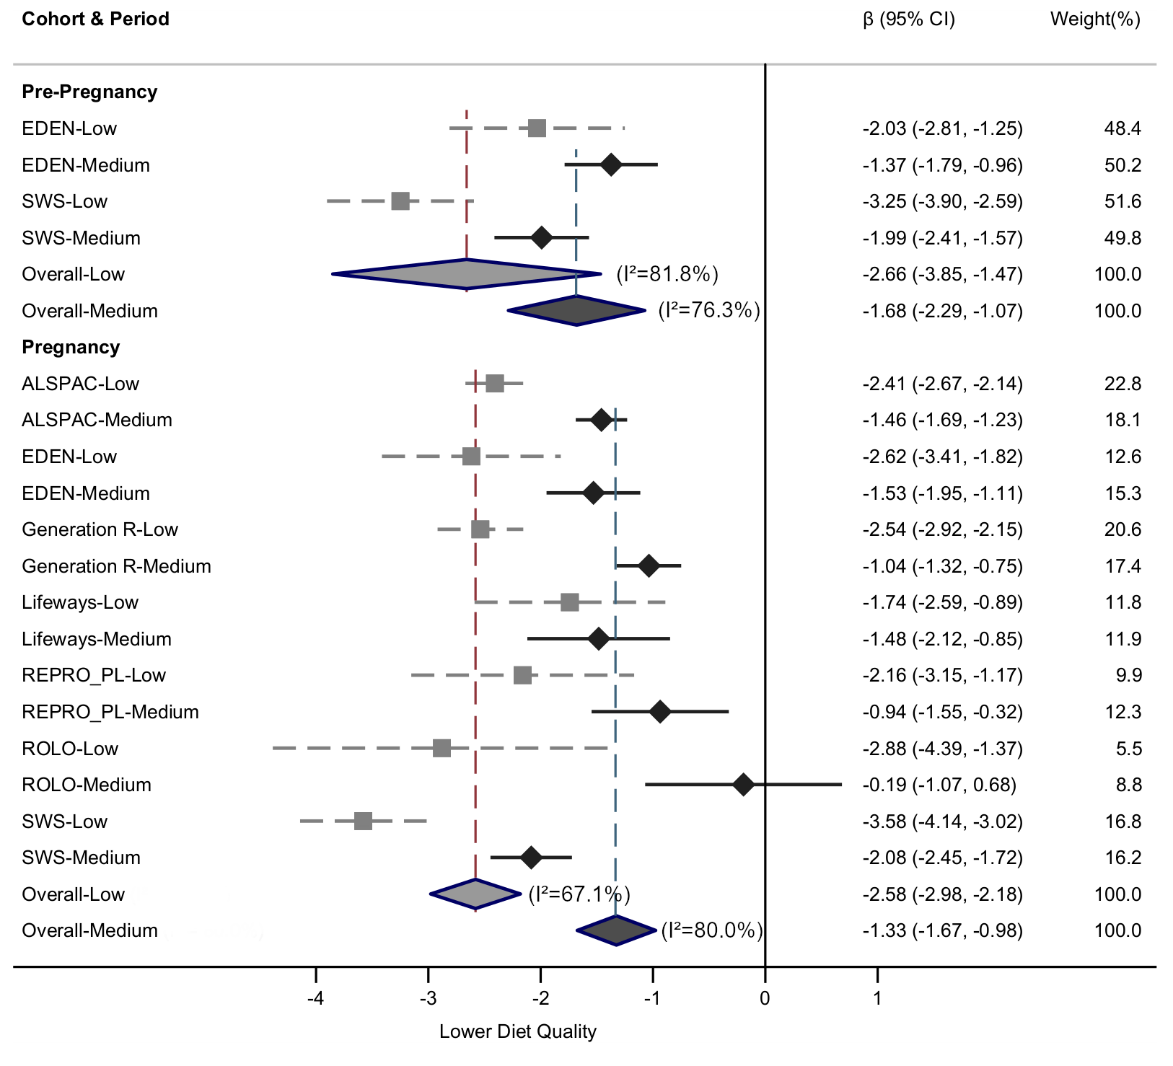 Cohort & Period β (95% CI) Weight(%)
Pre-Pregnancy
EDEN-Low -2.03 (-2.81, -1.25) 48.4
EDEN-Medium -1.37 (-1.79, -0.96) 50.2
SWS-Low -3.25 (-3.90, -2.59) 51.6
SWS-Medium -1.99 (-2.41, -1.57) 49.8
Overall-Low (I²=81.8%) -2.66 (-3.85, -1.47) 100.0
Overall-Medium (I²=76.3%) -1.68 (-2.29, -1.07) 100.0
Pregnancy
ALSPAC-Low -2.41 (-2.67, -2.14) 22.8
ALSPAC-Medium -1.46 (-1.69, -1.23) 18.1
EDEN-Low -2.62 (-3.41, -1.82) 12.6
EDEN-Medium -1.53 (-1.95, -1.11) 15.3
Generation R-Low -2.54 (-2.92, -2.15) 20.6
Generation R-Medium -1.04 (-1.32, -0.75) 17.4
Lifeways-Low -1.74 (-2.59, -0.89) 11.8
Lifeways-Medium -1.48 (-2.12, -0.85) 11.9
REPRO_PL-Low -2.16 (-3.15, -1.17) 9.9
REPRO_PL-Medium -0.94 (-1.55, -0.32) 12.3
ROLO-Low -2.88 (-4.39, -1.37) 5.5
ROLO-Medium -0.19 (-1.07, 0.68) 8.8
SWS-Low -3.58 (-4.14, -3.02) 16.8
SWS-Medium -2.08 (-2.45, -1.72) 16.2
Overall-Low (I²=67.1%) -2.58 (-2.98, -2.18) 100.0
Overall-Medium (I²=80.0%) -1.33 (-1.67, -0.98) 100.0
-4 -3 -2 -1 0 1
Lower Diet Quality